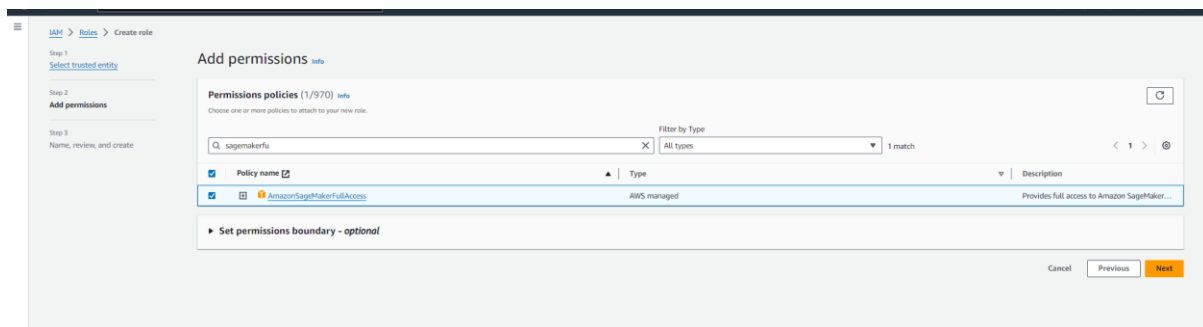 IAM > Roles > Create role
Step 1
Select trusted entity
Step 2
Add permissions
Step 3
Name, review, and create
Add permissions Info
Permissions policies (1/970) Info
Choose one or more policies to attach to your new role.
Filter by Type
sagemakerfu
All types
1 match
1
Policy name
Type
Description
AmazonSageMakerFullAccess
AWS managed
Provides full access to Amazon SageMaker...
Set permissions boundary - optional
Cancel
Previous
Next